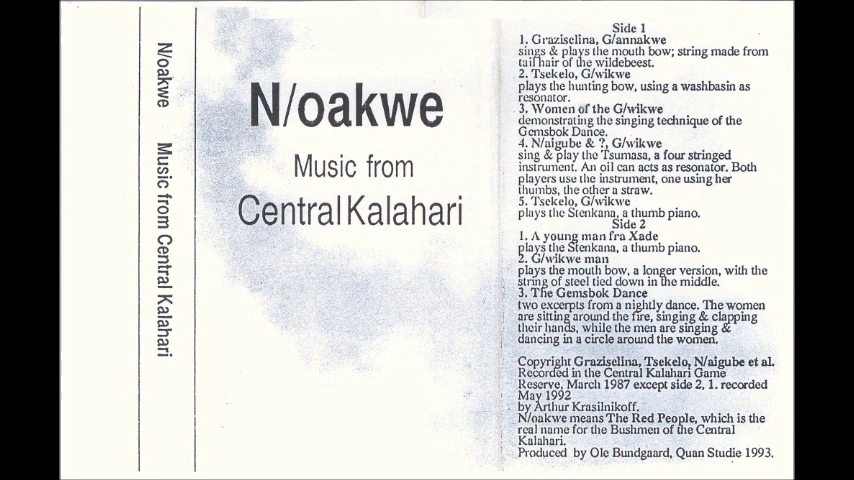 N/oakwe Music from Central Kalahari
N/oakwe
Music from
Central Kalahari
Side 1
1. Graziselina, G/annakwe
sings & plays the mouth bow; string made from
tail hair of the wildebeest.
2. Tsekelo, G/wikwe
plays the hunting bow, using a washbasin as
resonator.
3. Women of the G/wikwe
demonstrating the singing technique of the
Gemsbok Dance.
4. N/aigube & ?, G/wikwe
sing & play the Tsumasa, a four stringed
instrument. An oil can acts as resonator. Both
players use the instrument, one using her
thumbs, the other a straw.
5. Tsekelo, G/wikwe
plays the Stenkana, a thumb piano.
Side 2
1. A young man fra Xade
plays the Stenkana, a thumb piano.
2. G/wikwe man
plays the mouth bow, a longer version, with the
string of steel tied down in the middle.
3. The Gemsbok Dance
two excerpts from a nightly dance. The women
are sitting around the fire, singing & clapping
their hands, while the men are singing &
dancing in a circle around the women.
Copyright Graziselina, Tsekelo, N/aigube et al.
Recorded in the Central Kalahari Game
Reserve, March 1987 except side 2, 1. recorded
May 1992
by Arthur Krasilnikoff.
N/oakwe means The Red People, which is the
real name for the Bushmen of the Central
Kalahari.
Produced by Ole Bundgaard, Quan Studie 1993.